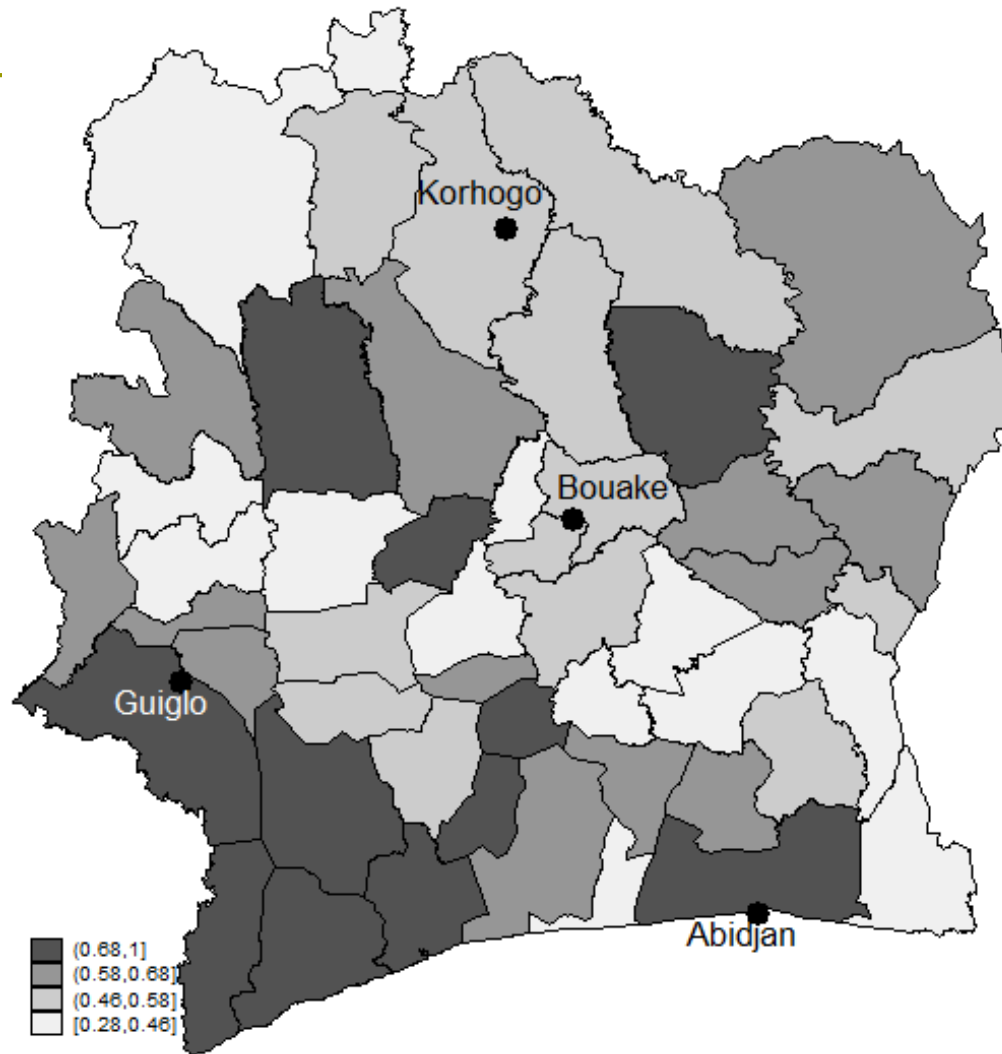 Korhogo
Bouake
Guiglo
Abidjan
(0.68,1]
(0.58,0.68]
(0.46,0.58]
[0.28,0.46]